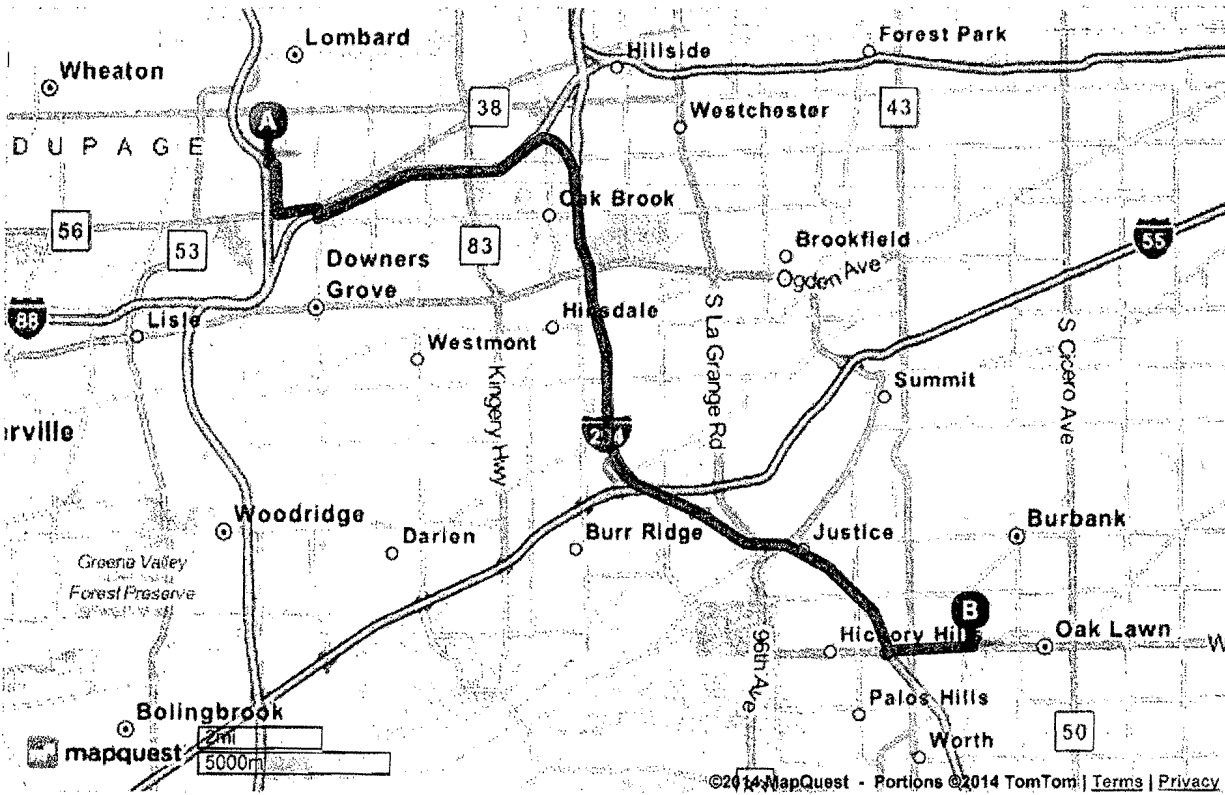 Lombard
Hillside
Forest Park
Wheaton
38
43
Westchester
A
DUPAGE
Oak Brook
56
53
83
Brookfield
Ogden Ave
55
Downers
Grove
88
Lisle
Hinsdale
Westmont
S La Grange Rd
S Cicero Ave
Summit
Kingery Hwy
erville
Woodridge
Darien
Burr Ridge
Justice
Burbank
Greene Valley
Forest Preserve
B
Hickory Hills
Oak Lawn
W
96th Ave
Palos Hills
Bolingbrook
50
Worth
mapquest
2mi
5000m
©2014 MapQuest - Portions ©2014 TomTom | Terms | Privacy